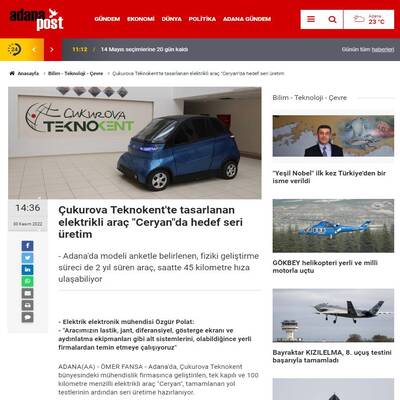 adana
post
GÜNDEM EKONOMİ DÜNYA POLİTİKA ADANA GÜNDEM
Adana
23 °C
24
11:12 / 14 Mayıs seçimlerine 20 gün kaldı
Günün tüm haberleri
Anasayfa » Bilim - Teknoloji - Çevre » Çukurova Teknokent'te tasarlanan elektrikli araç "Ceryan"da hedef seri üretim
ÇUKUROVA
TEKNOKENT
14:36
30 Kasım 2022
Çukurova Teknokent'te tasarlanan
elektrikli araç "Ceryan"da hedef seri
üretim
- Adana'da modeli anketle belirlenen, fiziki geliştirme
süreci de 2 yıl süren araç, saatte 45 kilometre hıza
ulaşabiliyor
- Elektrik elektronik mühendisi Özgür Polat:
- "Aracımızın lastik, jant, diferansiyel, gösterge ekranı ve
aydınlatma ekipmanları gibi alt sistemlerini, olabildiğince yerli
firmalardan temin etmeye çalışıyoruz"
ADANA(AA) - ÖMER FANSA - Adana'da, Çukurova Teknokent
bünyesindeki mühendislik firmasınca geliştirilen, tek kapılı ve 100
kilometre menzilli elektrikli araç "Ceryan", tamamlanan yol
testlerinin ardından seri üretime hazırlanıyor.
Bilim - Teknoloji - Çevre
"Yeşil Nobel" ilk kez Türkiye'den bir
isme verildi
GÖKBEY helikopteri yerli ve milli
motorla uçtu
Bayraktar KIZILELMA, 8. uçuş testini
başarıyla tamamladı